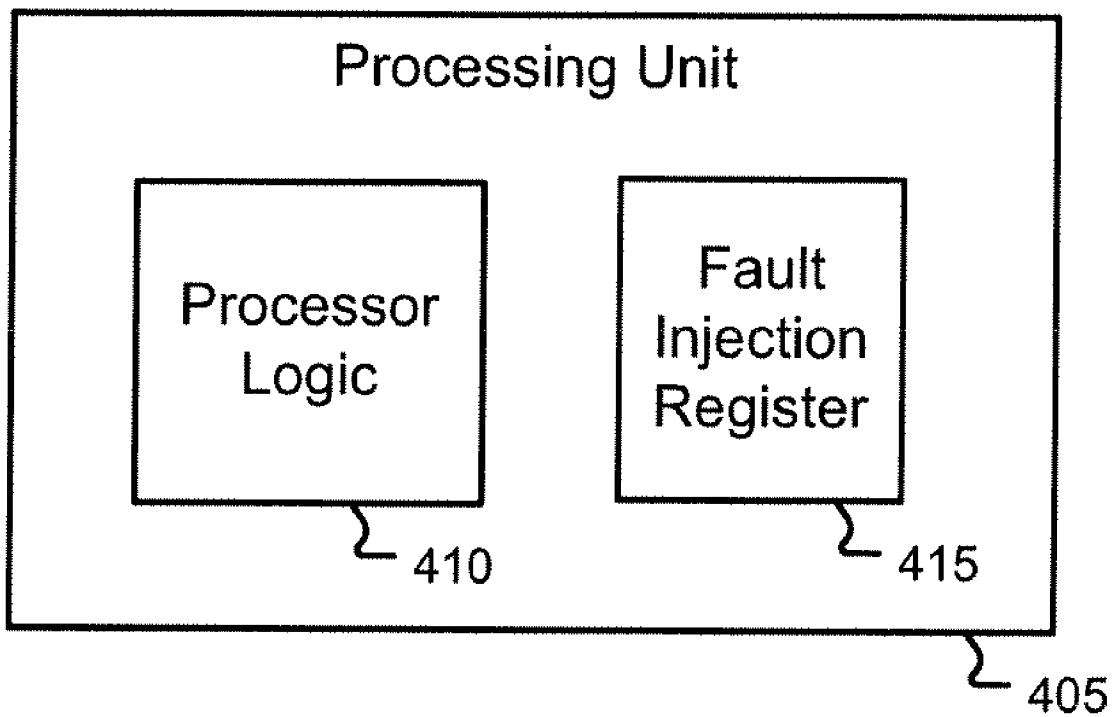 Processing Unit
Processor
Logic
410
Fault
Injection
Register
415
405